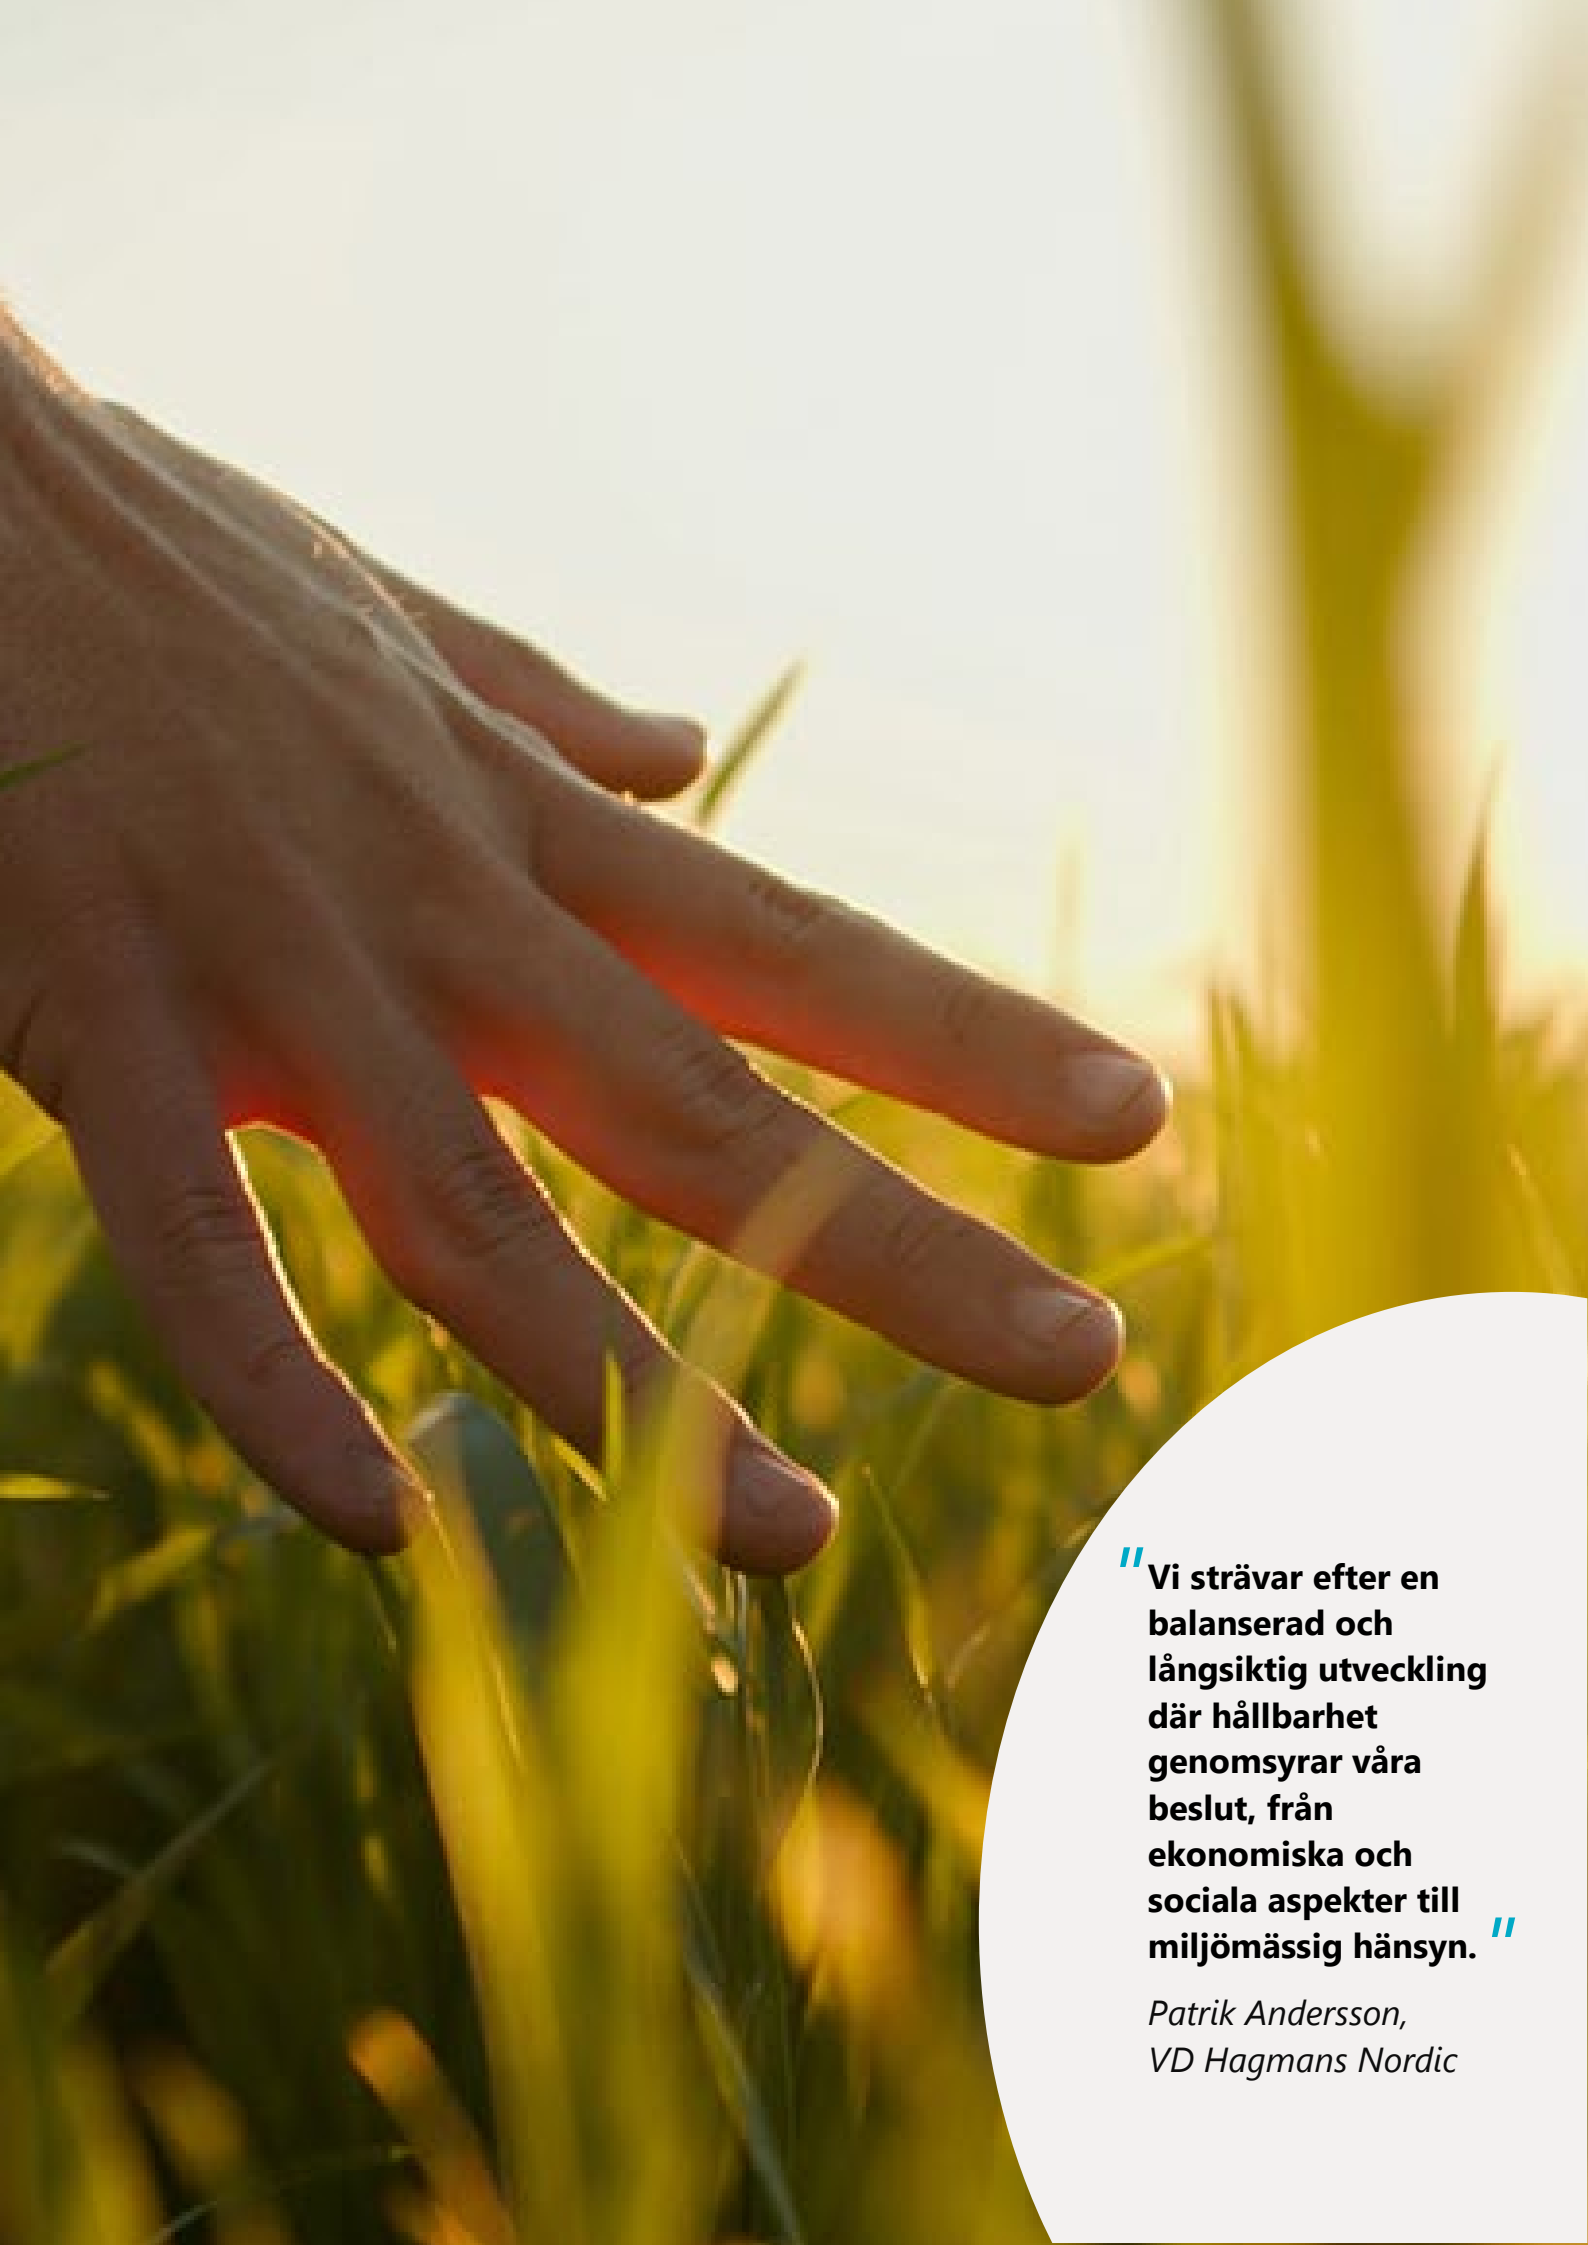 "Vi strävar efter en
balanserad och
långsiktig utveckling
där hållbarhet
genomsyrar våra
beslut, från
ekonomiska och
sociala aspekter till
miljömässig hänsyn."
Patrik Andersson,
VD Hagmans Nordic